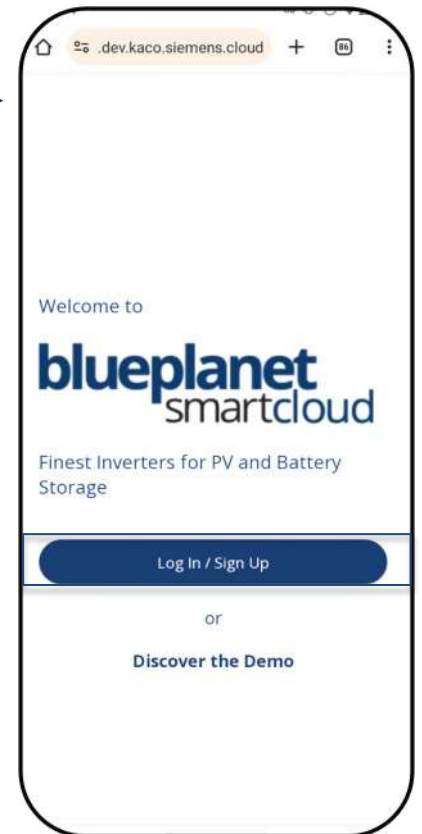 .dev.kaco.siemens.cloud
86
Welcome to
blueplanet
smartcloud
Finest Inverters for PV and Battery
Storage
Log In / Sign Up
or
Discover the Demo